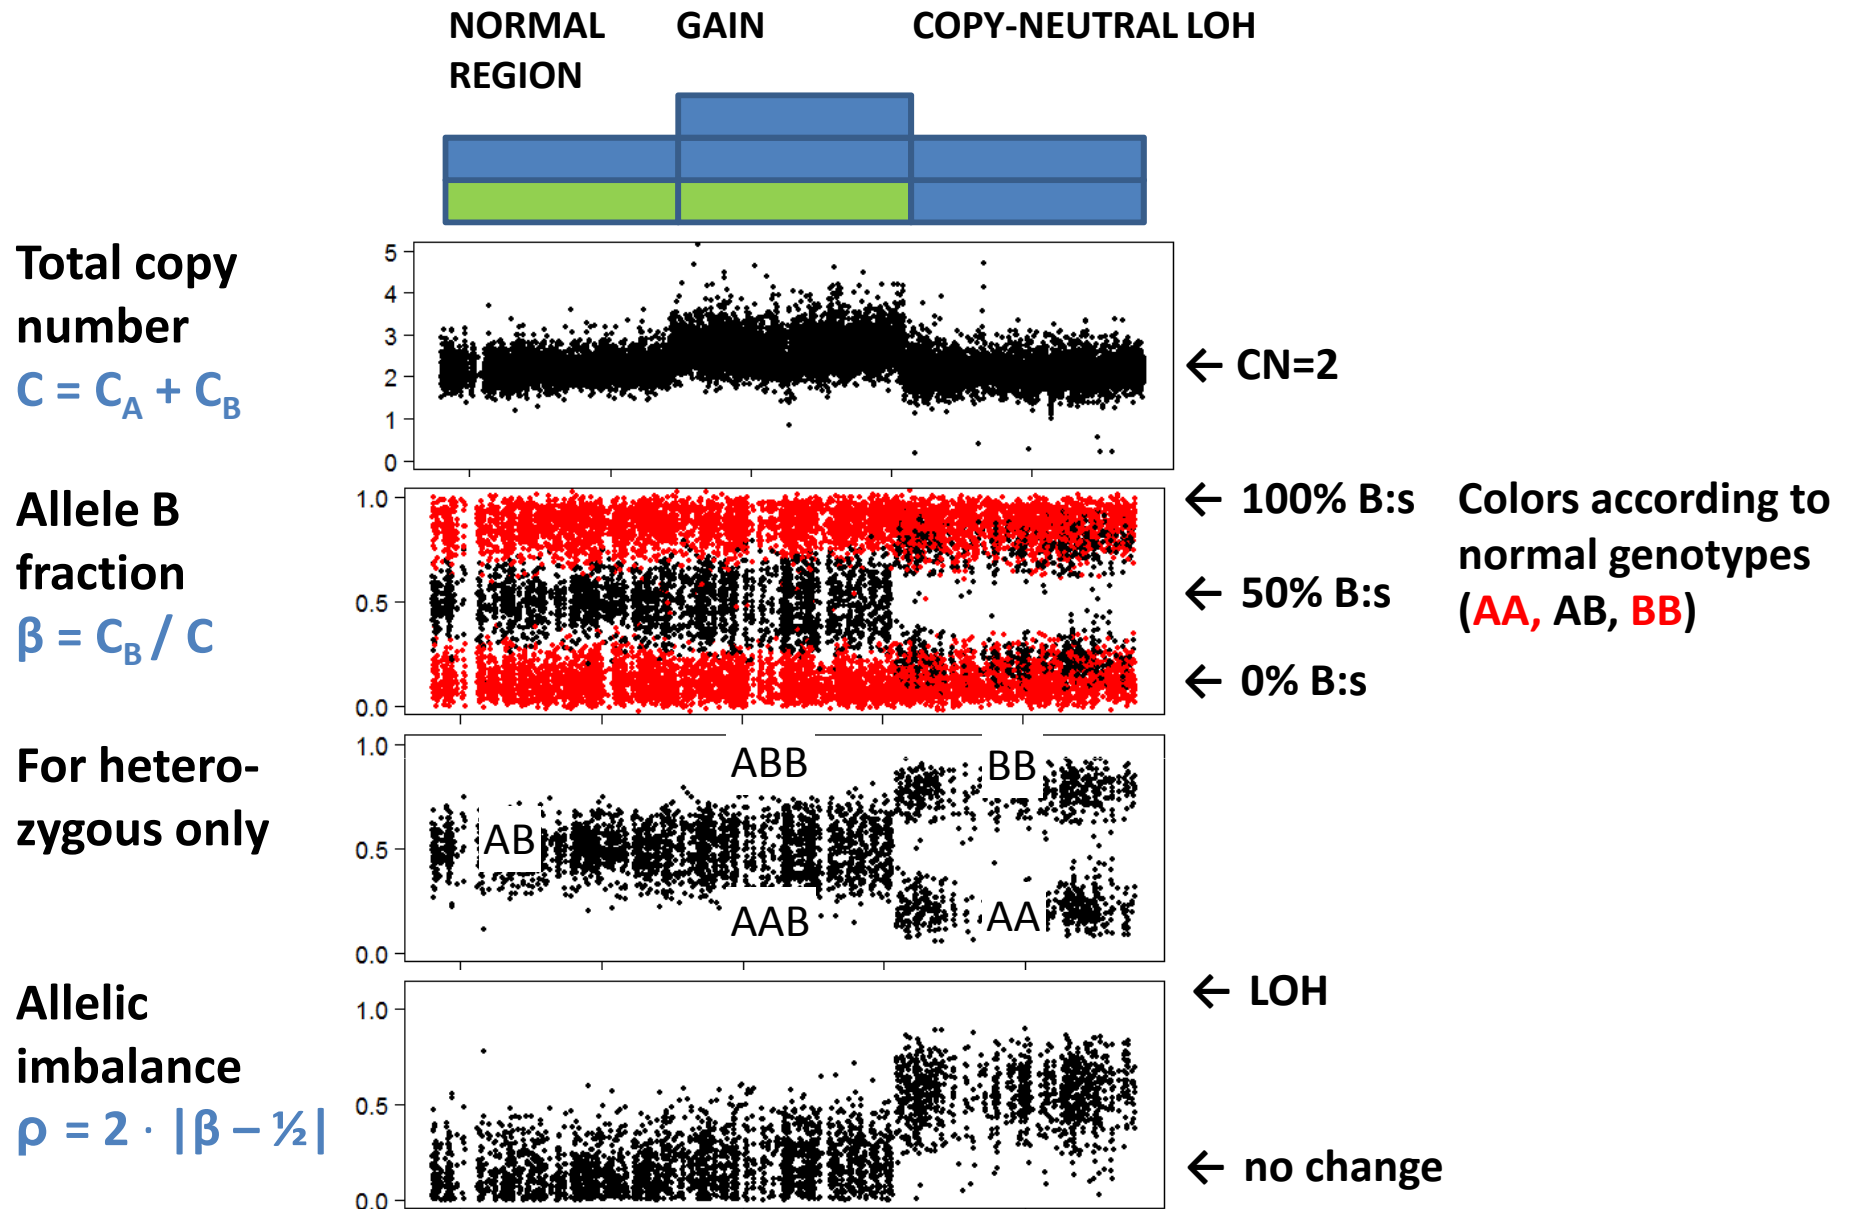 NORMAL GAIN COPY-NEUTRAL LOH
REGION
Total copy
number
C = C_A + C_B
5
4
3
2
1
0
← CN=2
Allele B
fraction
β = C_B / C
1.0
0.5
0.0
← 100% B:s
← 50% B:s
← 0% B:s
Colors according to
normal genotypes
(AA, AB, BB)
For hetero-
zygous only
1.0
0.5
0.0
AB
ABB
AAB
BB
AA
Allelic
imbalance
ρ = 2 · |β – ½|
1.0
0.5
0.0
← LOH
← no change